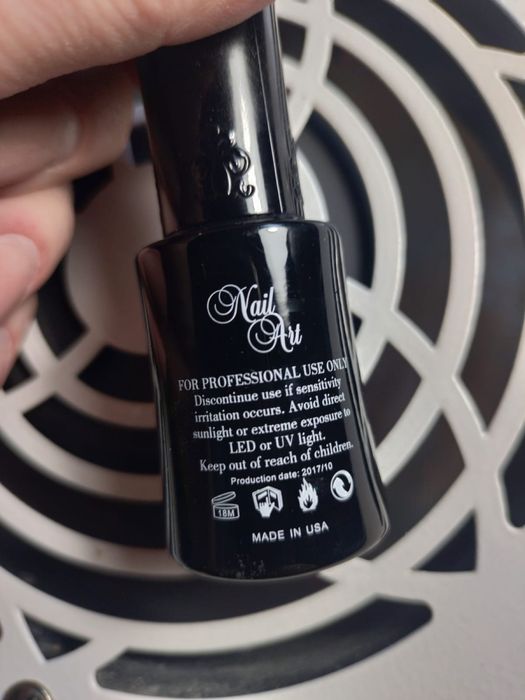 Nail
Art
FOR PROFESSIONAL USE ONLY
Discontinue use if sensitivity
irritation occurs. Avoid direct
sunlight or extreme exposure to
LED or UV light.
Keep out of reach of children.
Production date: 2017/10
18M
MADE IN USA